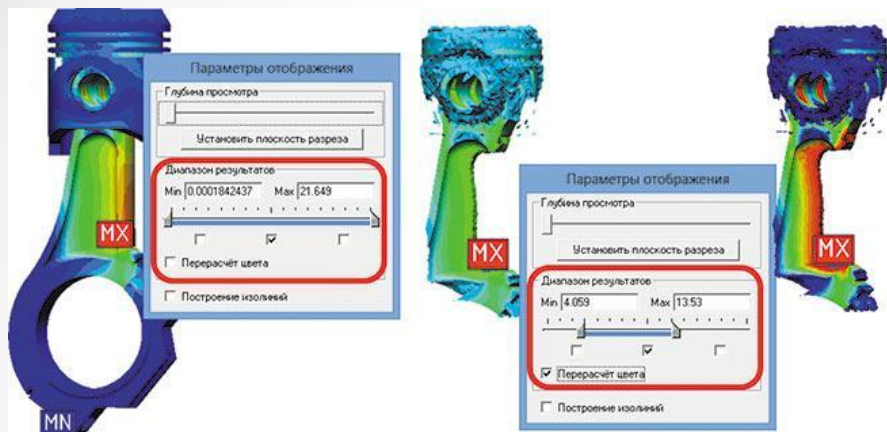 Параметры отображения
Глубина просмотра
Установить плоскость разреза
Диапазон результатов
Min 0.0001842437 Max 21.649
Перерасчёт цвета
Построение изолиний
MX
MN
MX
MX
Параметры отображения
Глубина просмотра
Установить плоскость разреза
Диапазон результатов
Min 4.059 Max 13.53
Перерасчёт цвета
Построение изолиний